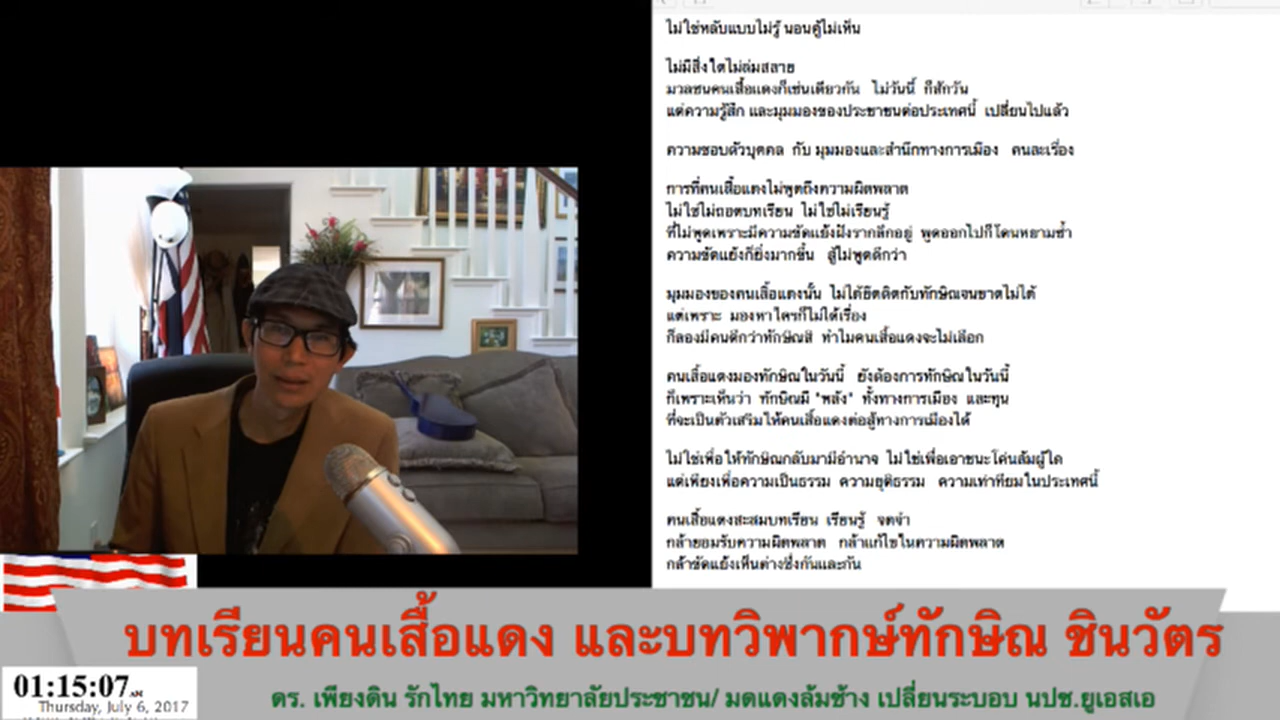 ไม่ใช่หลับแบบไม่รู้ นอนคู้ไม่เห็น
ไม่มีสิ่งใดไม่ล่มสลาย
มวลชนคนเสื้อแดงก็เช่นเดียวกัน ไม่วันนี้ ก็สักวัน
แต่ความรู้สึก และมุมมองของประชาชนต่อประเทศนี้ เปลี่ยนไปแล้ว
ความชอบตัวบุคคล กับ มุมมองและสำนึกทางการเมือง คนละเรื่อง
การที่คนเสื้อแดงไม่พูดถึงความผิดพลาด
ไม่ใช่ไม่ถอดบทเรียน ไม่ใช่ไม่เรียนรู้
ที่ไม่พูดเพราะมีความขัดแย้งฝังรากลึกอยู่ พูดออกไปก็โดนหยามซ้ำ
ความขัดแย้งก็ยิ่งมากขึ้น สู้ไม่พูดดีกว่า
มุมมองของคนเสื้อแดงนั้น ไม่ได้ยึดติดกับทักษิณจนขาดไม่ได้
แต่เพราะ มองหาใครก็ไม่ได้เรื่อง
ก็ลองมีคนดีกว่าทักษิณสิ ทำไมคนเสื้อแดงจะไม่เลือก
คนเสื้อแดงมองทักษิณในวันนี้ ยังต้องการทักษิณในวันนี้
ก็เพราะเห็นว่า ทักษิณมี "พลัง" ทั้งทางการเมือง และทุน
ที่จะเป็นตัวเสริมให้คนเสื้อแดงต่อสู้ทางการเมืองได้
ไม่ใช่เพื่อให้ทักษิณกลับมามีอำนาจ ไม่ใช่เพื่อเอาชนะโค่นล้มผู้ใด
แต่เพียงเพื่อความเป็นธรรม ความยุติธรรม ความเท่าเทียมในประเทศนี้
คนเสื้อแดงสะสมบทเรียน เรียนรู้ จดจำ
กล้ายอมรับความผิดพลาด กล้าแก้ไขในความผิดพลาด
กล้าขัดแย้งเห็นต่างซึ่งกันและกัน
บทเรียนคนเสื้อแดง และบทวิพากษ์ทักษิณ ชินวัตร
01:15:07 AM
Thursday, July 6, 2017
ดร. เพียงดิน รักไทย มหาวิทยาลัยประชาชน/ มดแดงล้มช้าง เปลี่ยนระบอบ นปช.ยูเอสเอ